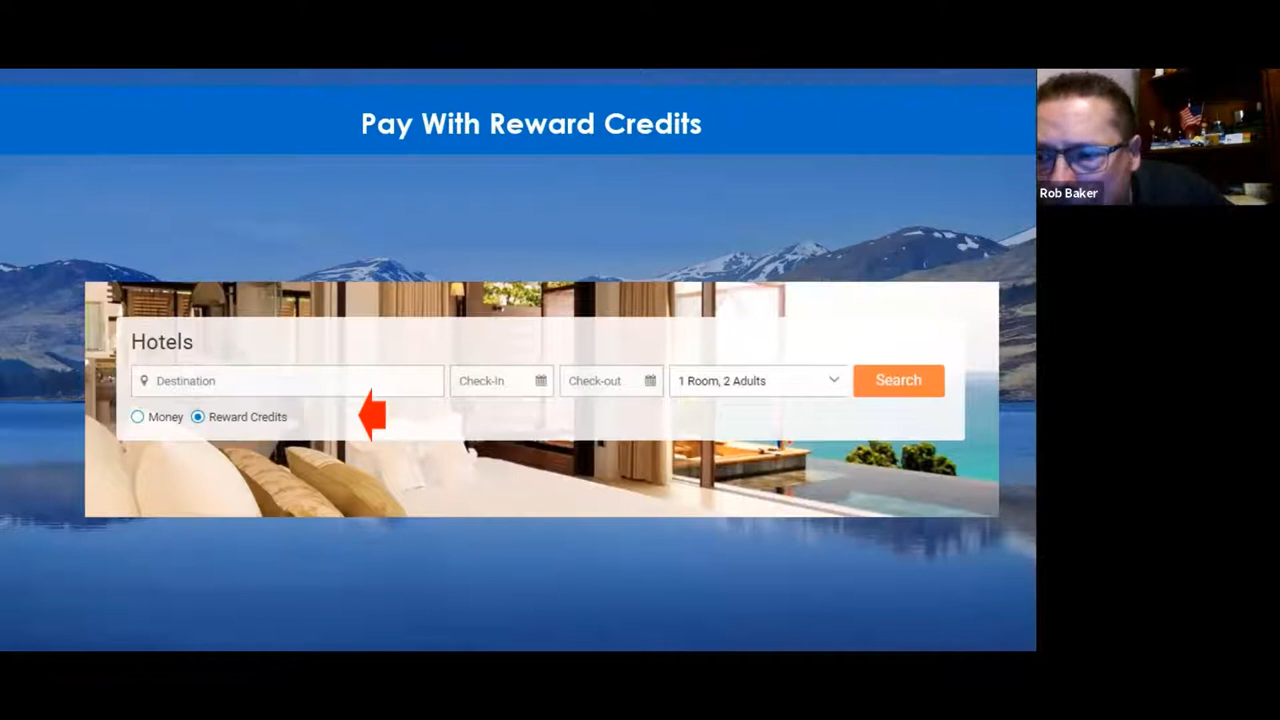 Pay With Reward Credits
Rob Baker
Hotels
Destination Check-In Check-out 1 Room, 2 Adults Search
Money Reward Credits